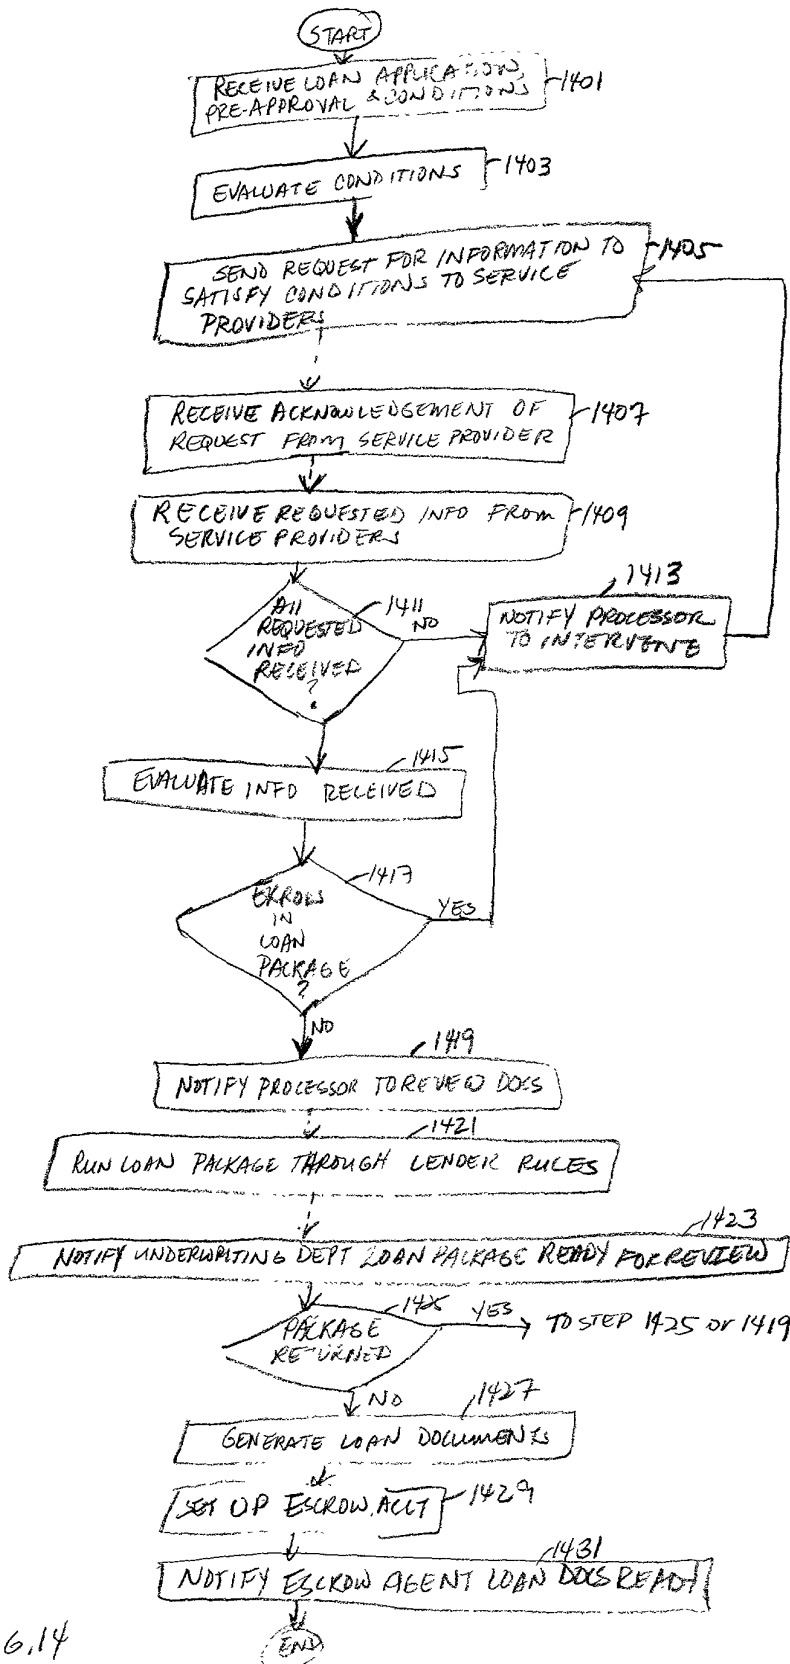 START
RECEIVE LOAN APPLICATION,
PRE-APPROVAL & CONDITIONS
1401
EVALUATE CONDITIONS
1403
SEND REQUEST FOR INFORMATION TO
SATISFY CONDITIONS TO SERVICE
PROVIDERS
1405
RECEIVE ACKNOWLEDGEMENT OF
REQUEST FROM SERVICE PROVIDER
1407
RECEIVE REQUESTED INFO FROM
SERVICE PROVIDERS
1409
All
REQUESTED
INFO
RECEIVED
?
1411
NO
1413
NOTIFY PROCESSOR
TO INTERVENE
1415
EVALUATE INFO RECEIVED
1417
ERRORS
IN
LOAN
PACKAGE
?
YES
NO
1419
NOTIFY PROCESSOR TO REVIEW DOCS
1421
RUN LOAN PACKAGE THROUGH LENDER RULES
1423
NOTIFY UNDERWRITING DEPT LOAN PACKAGE READY FOR REVIEW
1425
PACKAGE
RETURNED
YES
TO STEP 1425 or 1419
NO
1427
GENERATE LOAN DOCUMENTS
SET UP ESCROW ACCT
1429
1431
NOTIFY ESCROW AGENT LOAN DOCS READY
END
6.14